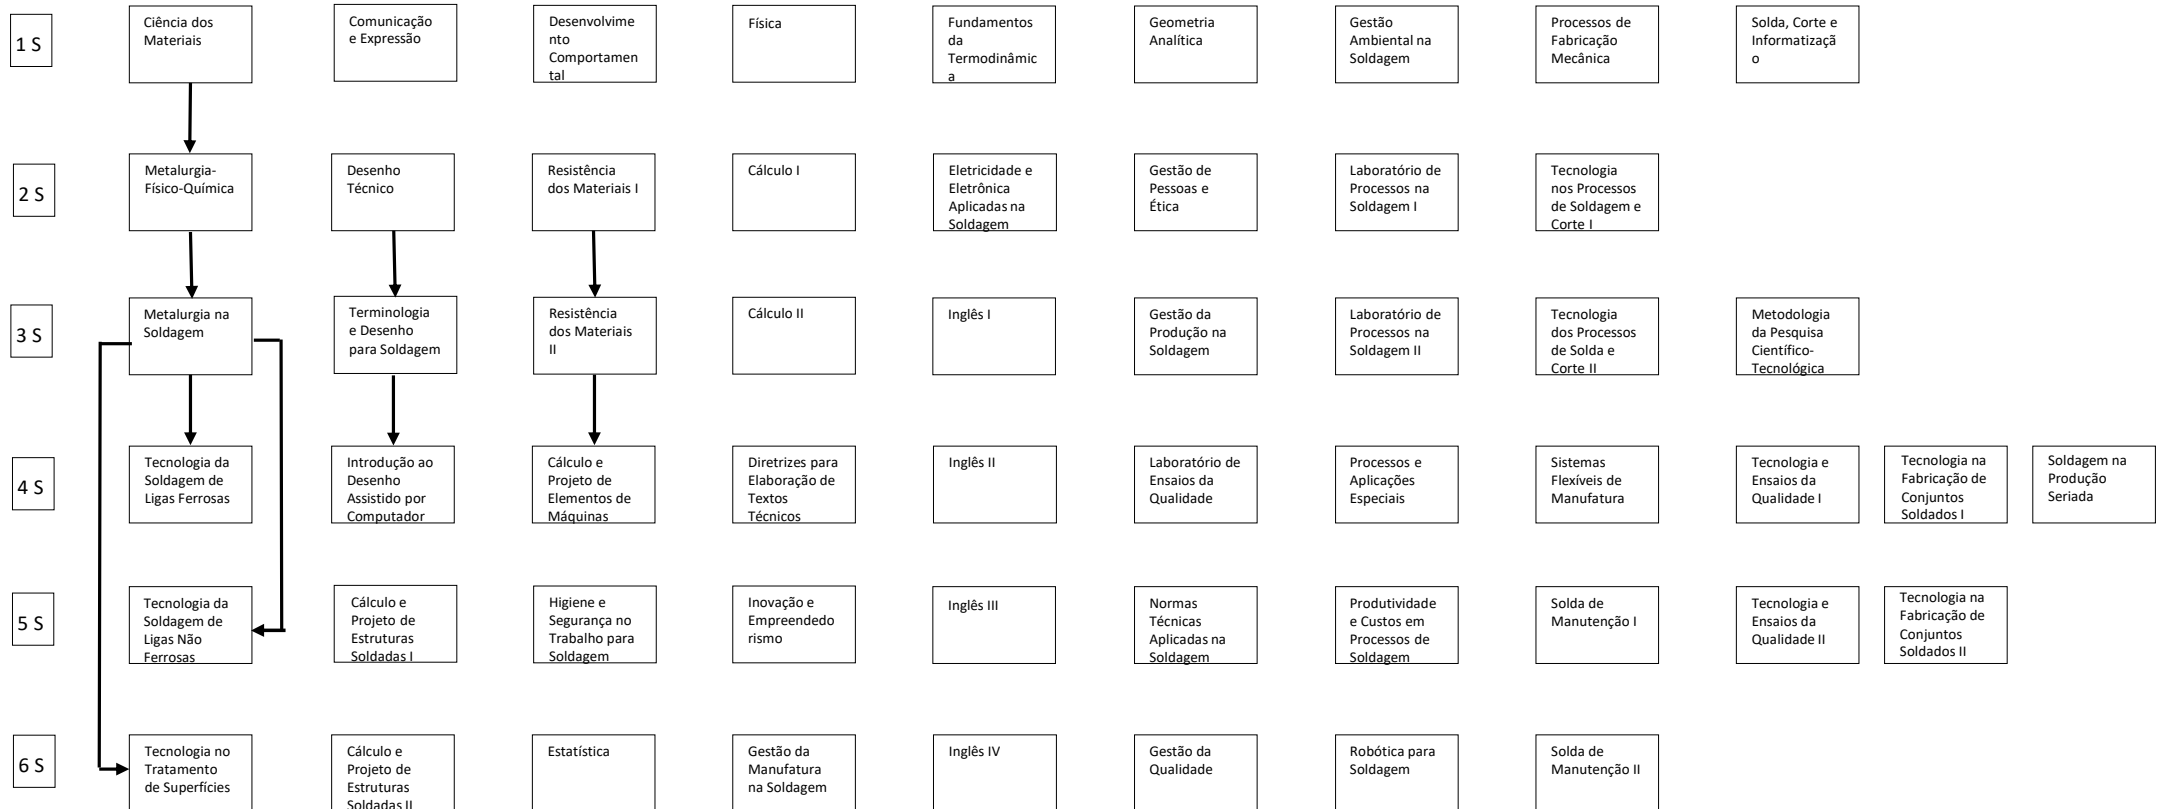 1 S
Ciência dos
Materiais
Comunicação
e Expressão
Desenvolvime
nto
Comportamen
tal
Física
Fundamentos
da
Termodinâmic
a
Geometria
Analítica
Gestão
Ambiental na
Soldagem
Processos de
Fabricação
Mecânica
Solda, Corte e
Informatizaçã
o
2 S
Metalurgia-
Físico-Química
Desenho
Técnico
Resistência
dos Materiais I
Cálculo I
Eletricidade e
Eletrônica
Aplicadas na
Soldagem
Gestão de
Pessoas e
Ética
Laboratório de
Processos na
Soldagem I
Tecnologia
nos Processos
de Soldagem e
Corte I
3 S
Metalurgia na
Soldagem
Terminologia
e Desenho
para Soldagem
Resistência
dos Materiais
II
Cálculo II
Inglês I
Gestão da
Produção na
Soldagem
Laboratório de
Processos na
Soldagem II
Tecnologia
dos Processos
de Solda e
Corte II
Metodologia
da Pesquisa
Científico-
Tecnológica
4 S
Tecnologia da
Soldagem de
Ligas Ferrosas
Introdução ao
Desenho
Assistido por
Computador
Cálculo e
Projeto de
Elementos de
Máquinas
Diretrizes para
Elaboração de
Textos
Técnicos
Inglês II
Laboratório de
Ensaios da
Qualidade
Processos e
Aplicações
Especiais
Sistemas
Flexíveis de
Manufatura
Tecnologia e
Ensaios da
Qualidade I
Tecnologia na
Fabricação de
Conjuntos
Soldados I
Soldagem na
Produção
Seriada
5 S
Tecnologia da
Soldagem de
Ligas Não
Ferrosas
Cálculo e
Projeto de
Estruturas
Soldadas I
Higiene e
Segurança no
Trabalho para
Soldagem
Inovação e
Empreendedo
rismo
Inglês III
Normas
Técnicas
Aplicadas na
Soldagem
Produtividade
e Custos em
Processos de
Soldagem
Solda de
Manutenção I
Tecnologia e
Ensaios da
Qualidade II
Tecnologia na
Fabricação de
Conjuntos
Soldados II
6 S
Tecnologia no
Tratamento
de Superfícies
Cálculo e
Projeto de
Estruturas
Soldadas II
Estatística
Gestão da
Manufatura
na Soldagem
Inglês IV
Gestão da
Qualidade
Robótica para
Soldagem
Solda de
Manutenção II